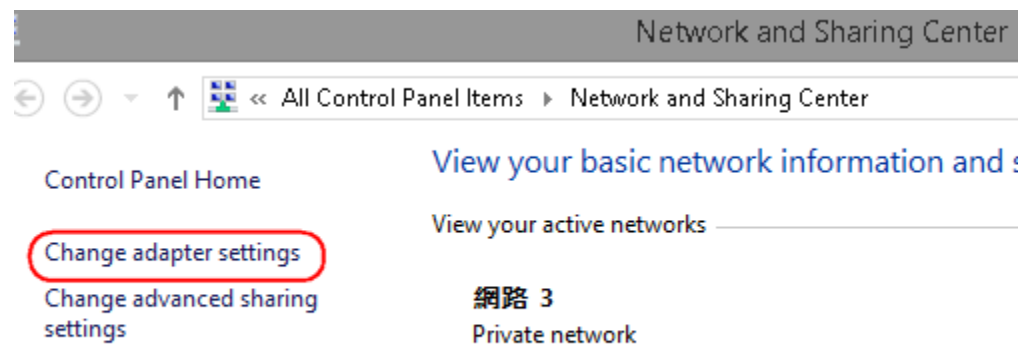 Network and Sharing Center
« All Control Panel Items ▸ Network and Sharing Center
Control Panel Home
Change adapter settings
Change advanced sharing
settings
View your basic network information and s
View your active networks
網路 3
Private network